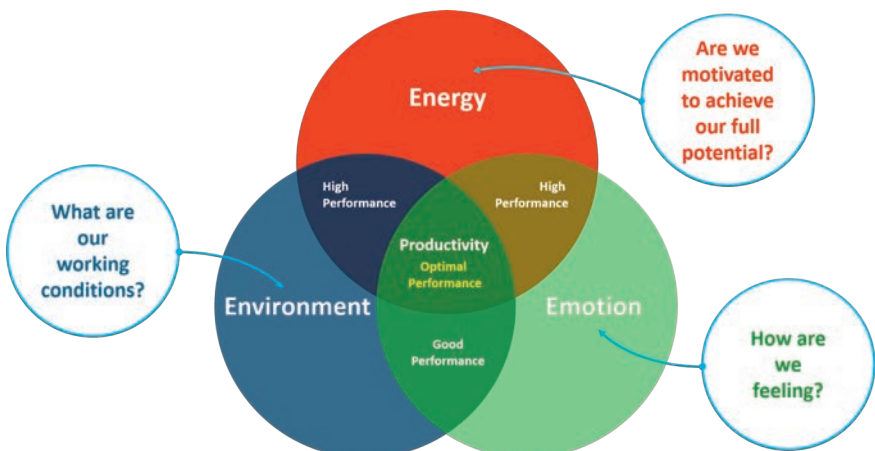 Energy
Are we
motivated
to achieve
our full
potential?
High
Performance
High
Performance
What are
our
working
conditions?
Productivity
Optimal
Performance
Environment
Emotion
Good
Performance
How are
we
feeling?